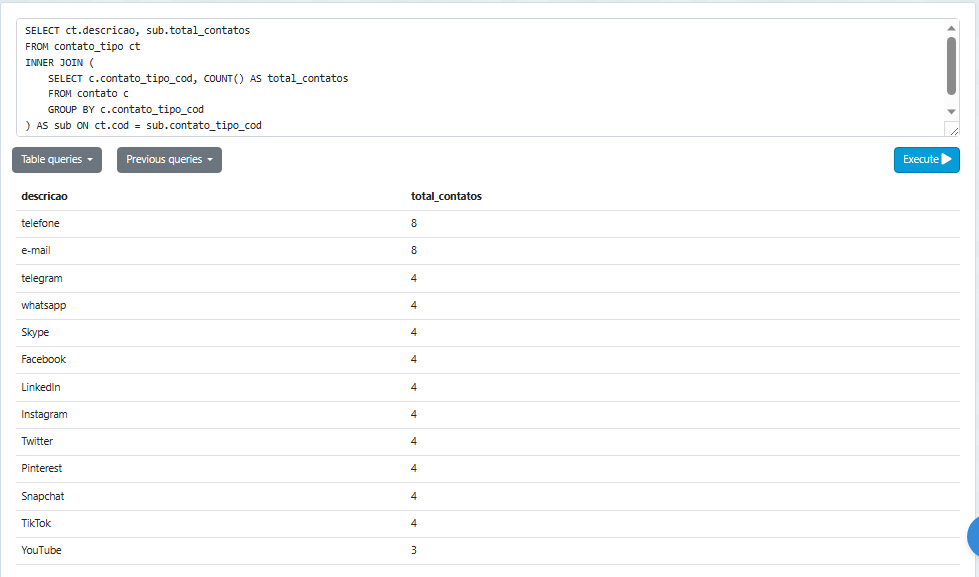 SELECT ct.descricao, sub.total_contatos
FROM contato_tipo ct
INNER JOIN (
    SELECT c.contato_tipo_cod, COUNT() AS total_contatos
    FROM contato c
    GROUP BY c.contato_tipo_cod
) AS sub ON ct.cod = sub.contato_tipo_cod
Table queries Previous queries Execute
descricao total_contatos
telefone 8
e-mail 8
telegram 4
whatsapp 4
Skype 4
Facebook 4
LinkedIn 4
Instagram 4
Twitter 4
Pinterest 4
Snapchat 4
TikTok 4
YouTube 3